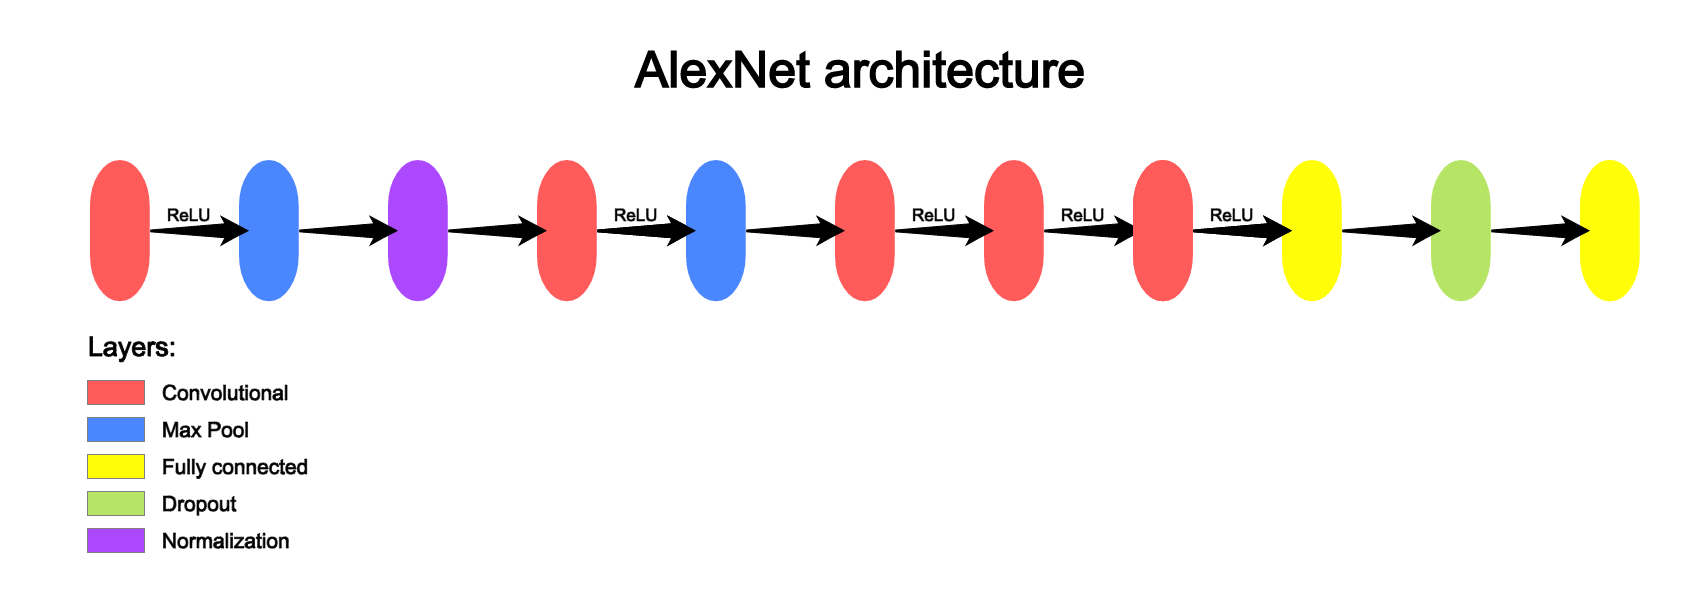 AlexNet architecture
ReLU ReLU ReLU ReLU ReLU
Layers:
Convolutional
Max Pool
Fully connected
Dropout
Normalization